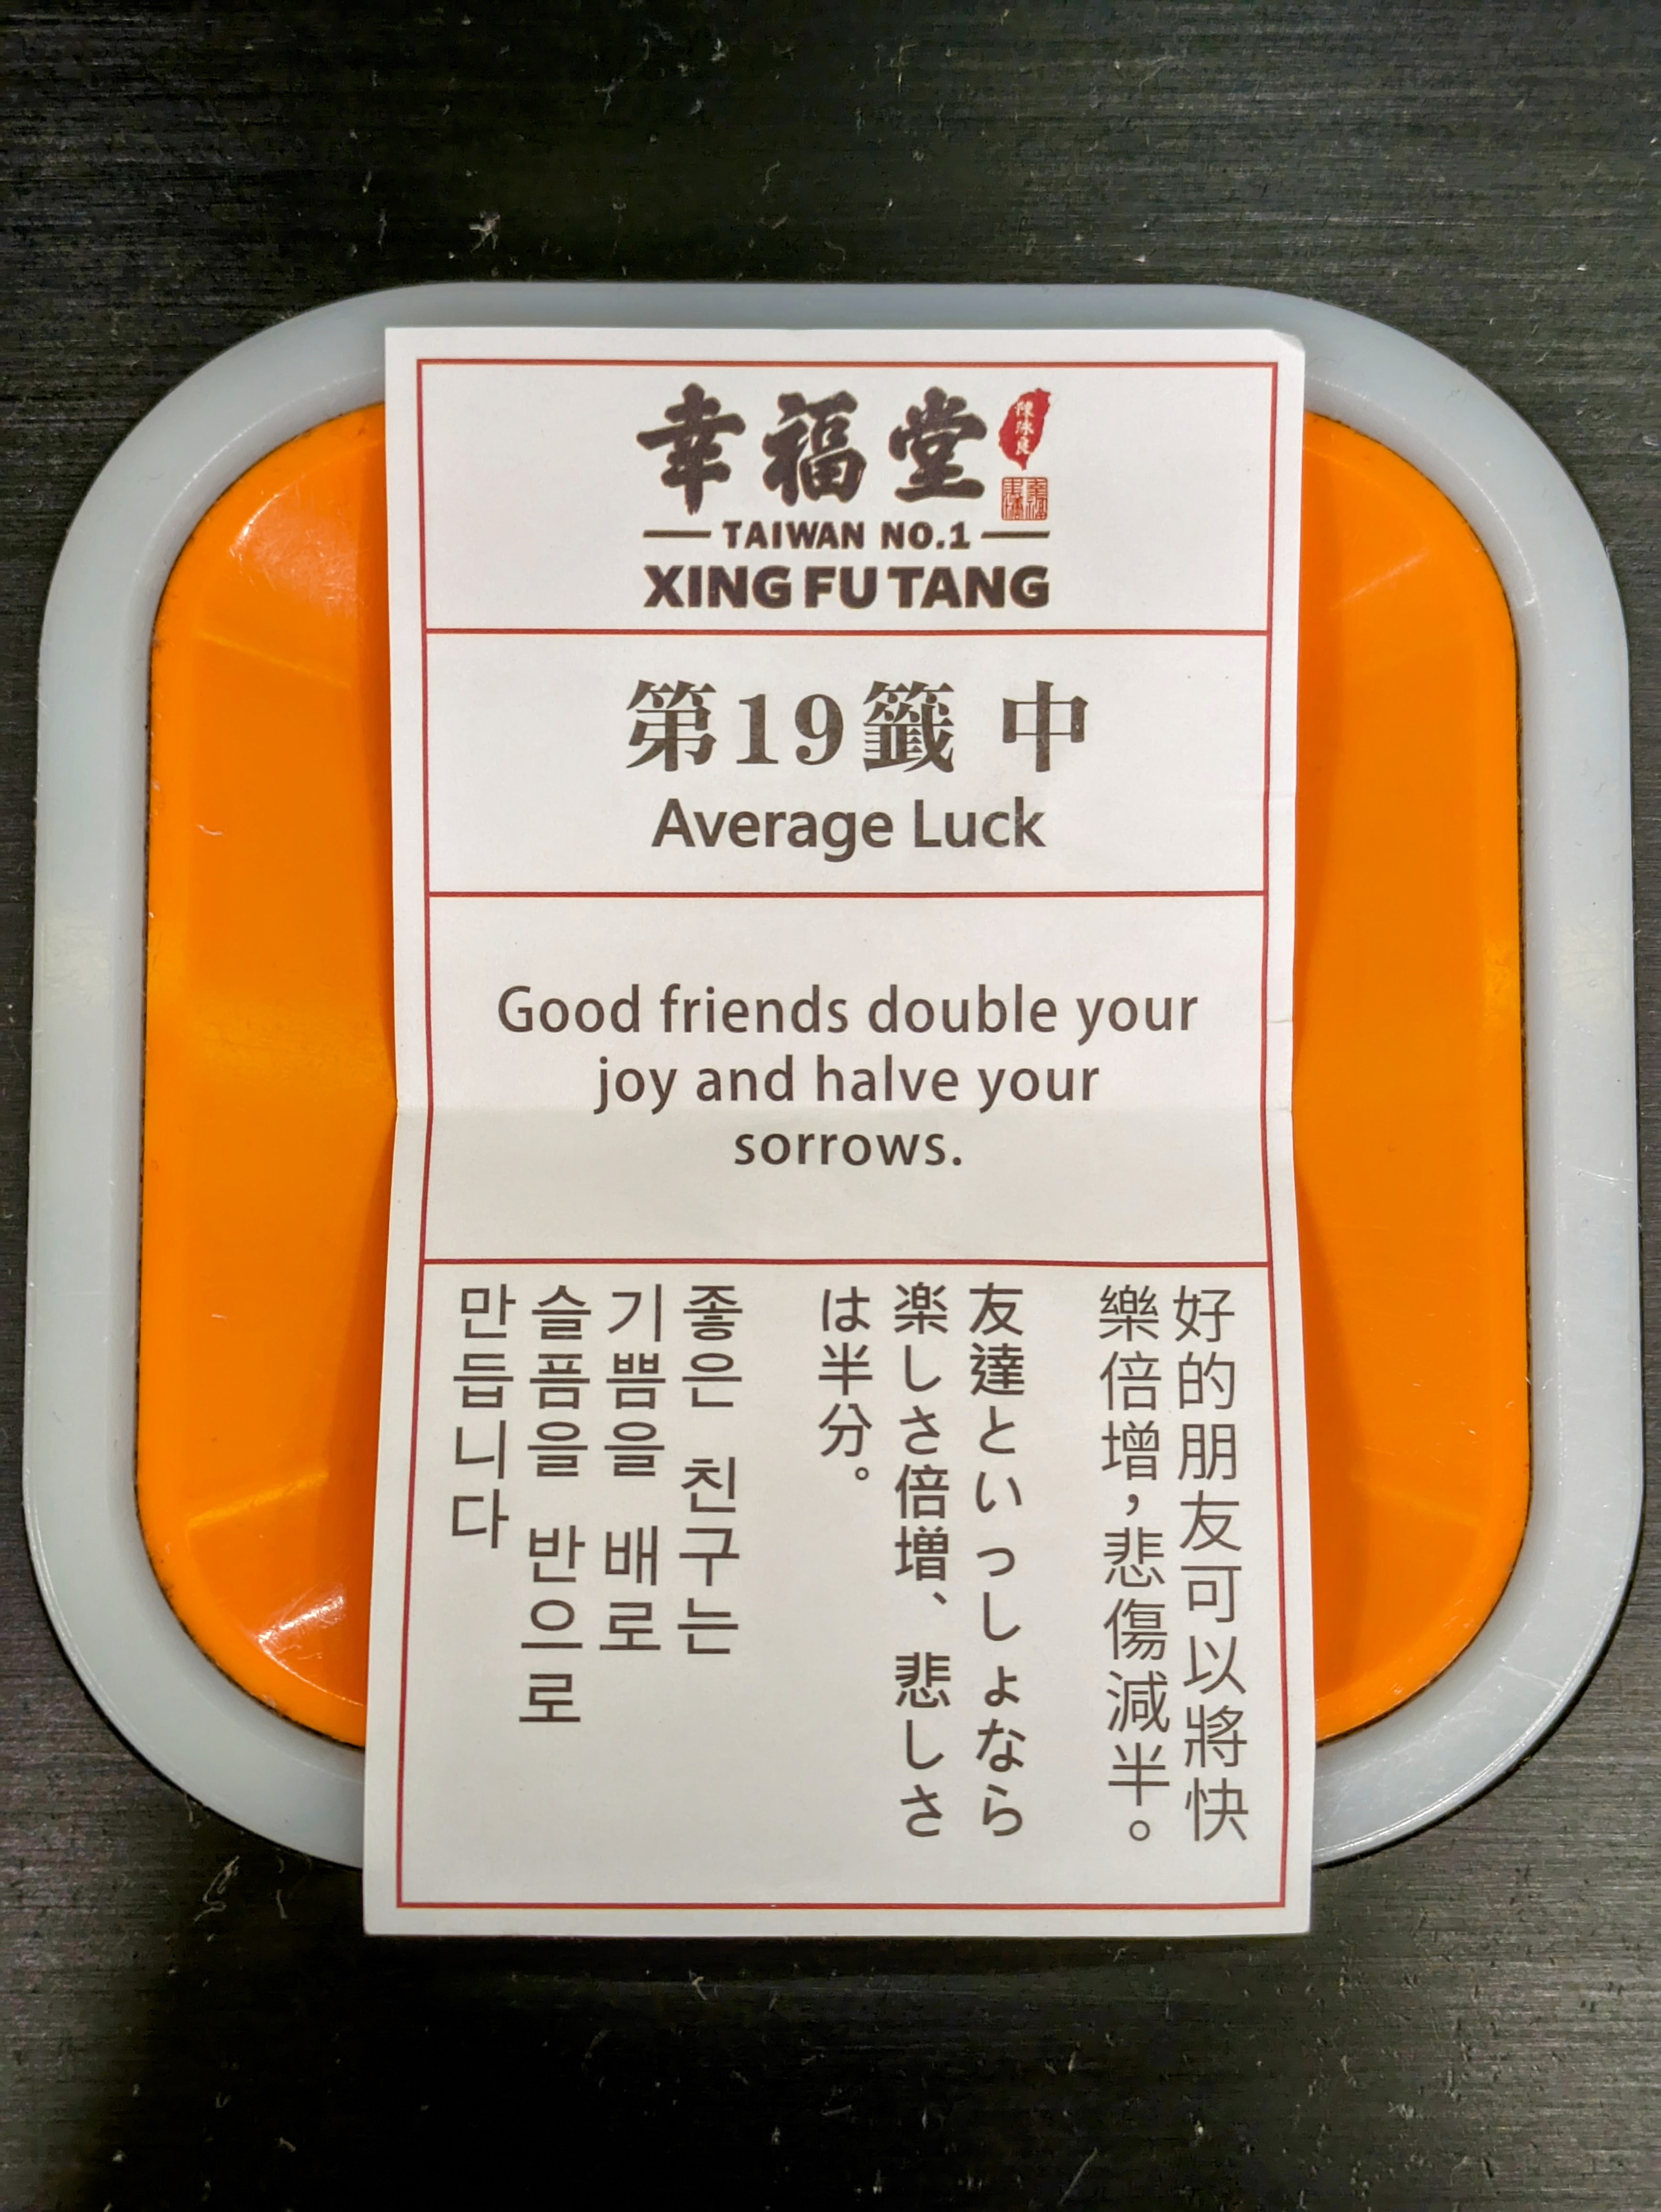 幸福堂
陳泳良
TAIWAN NO.1
XING FU TANG
第19籤 中
Average Luck
Good friends double your
joy and halve your
sorrows.
好的朋友可以將快
樂倍增,悲傷減半。
友達といっしょなら
楽しさ倍増、悲しさ
は半分。
좋은 친구는
기쁨을 배로
슬픔을 반으로
만듭니다